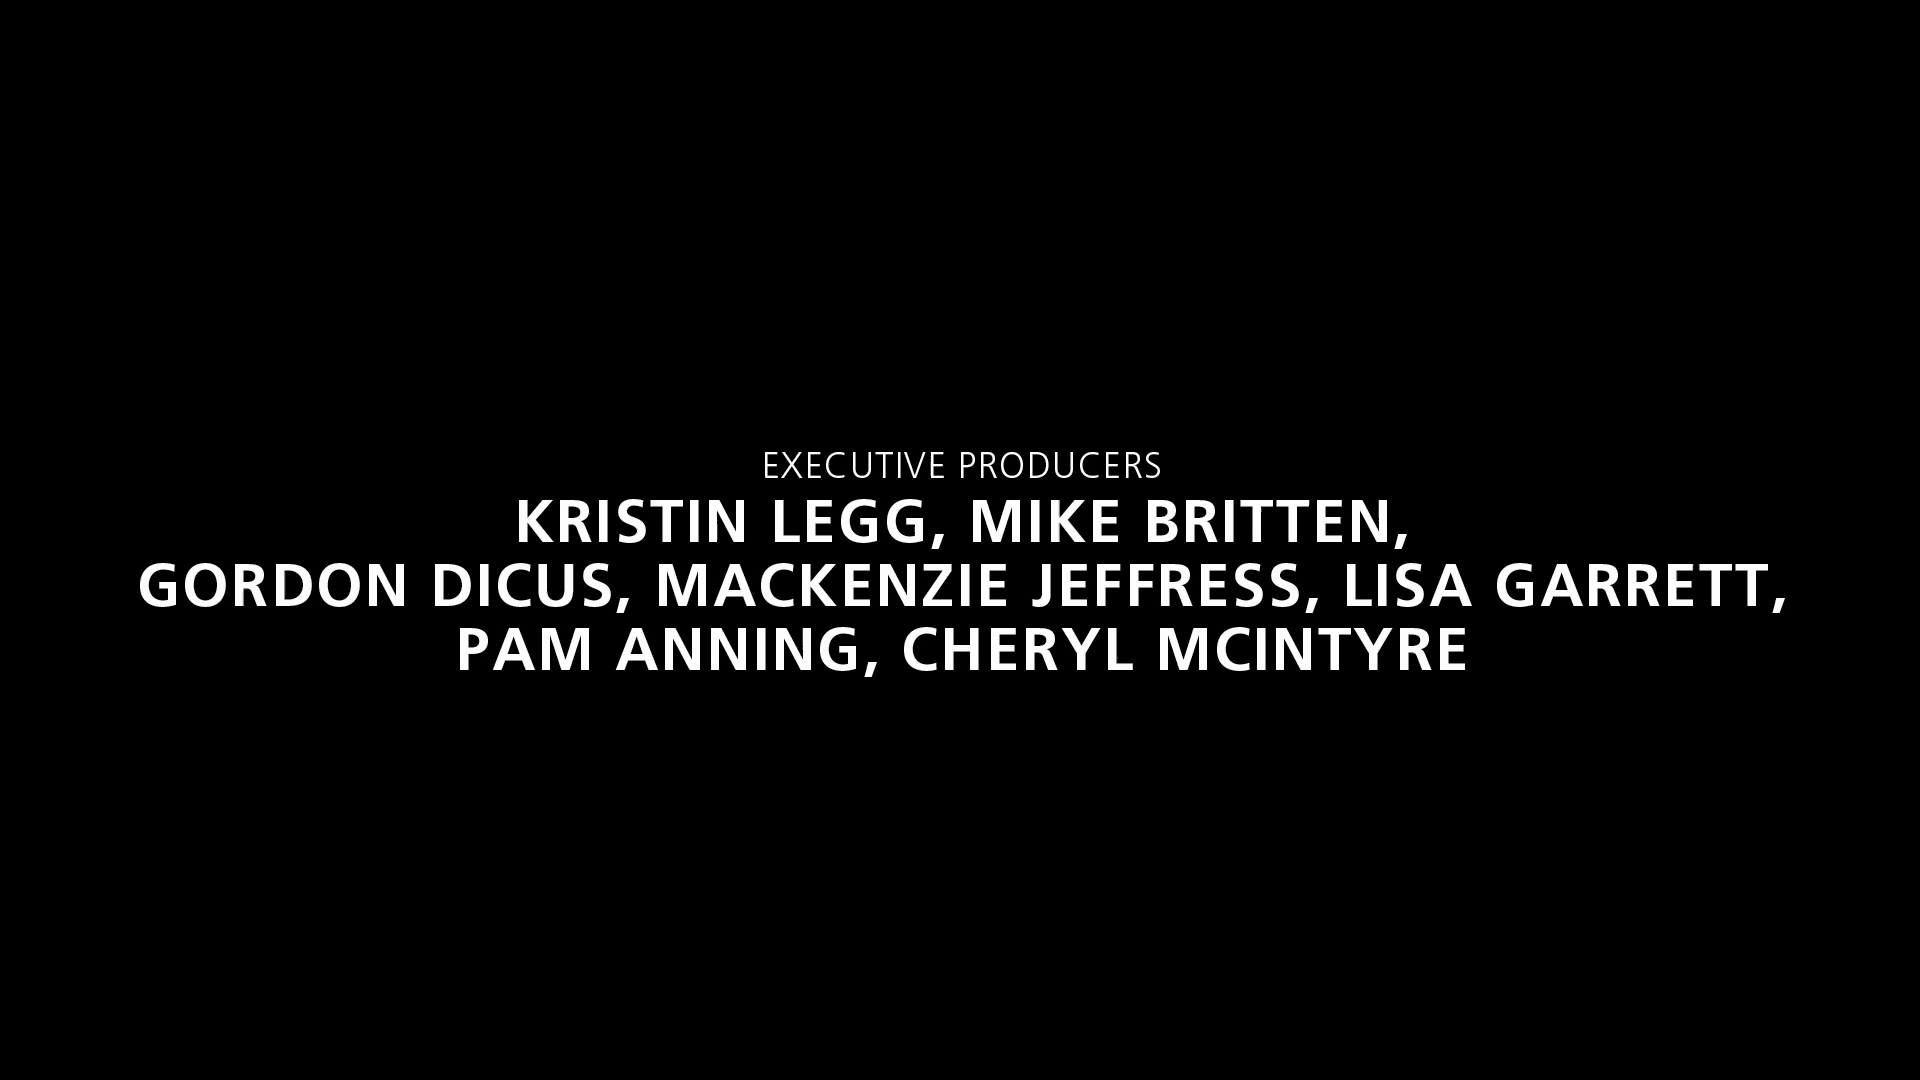 EXECUTIVE PRODUCERS
KRISTIN LEGG, MIKE BRITTEN,
GORDON DICUS, MACKENZIE JEFFRESS, LISA GARRETT,
PAM ANNING, CHERYL MCINTYRE